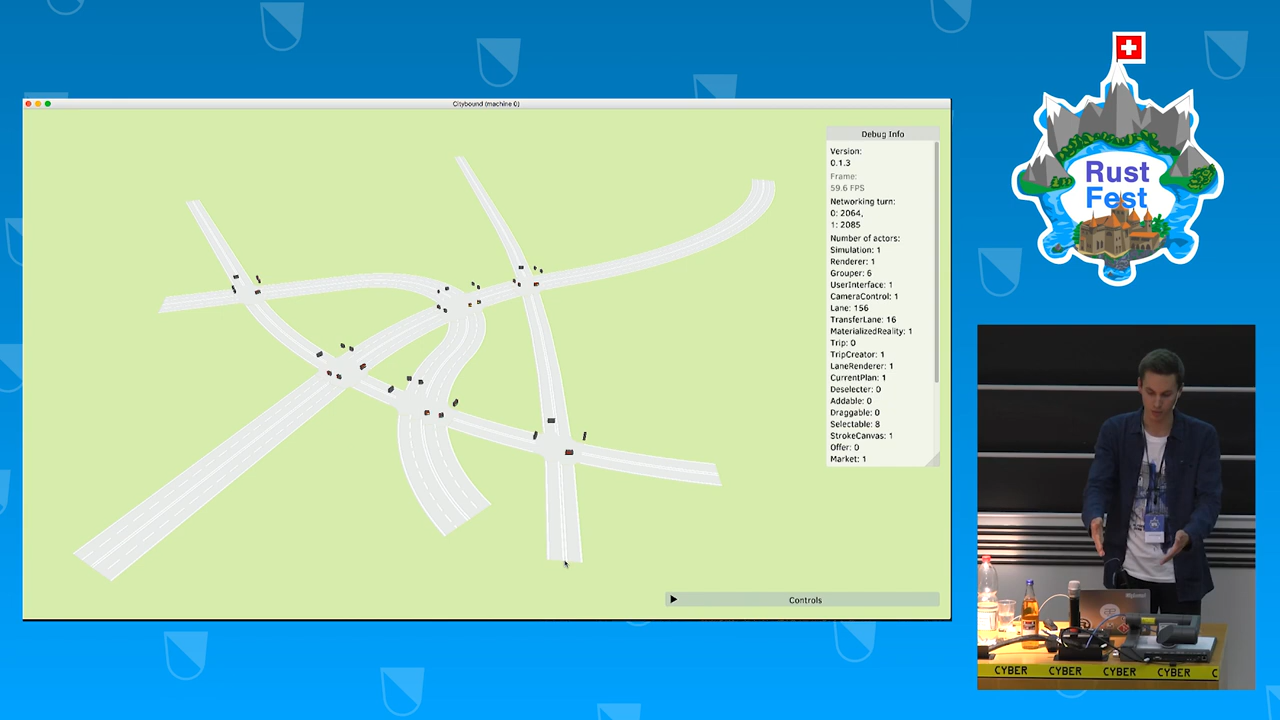 Citybound (machine 0)
Debug Info
Version:
0.1.3
Frame:
59.6 FPS
Networking turn:
0: 2064,
1: 2085
Number of actors:
Simulation: 1
Renderer: 1
Grouper: 6
UserInterface: 1
CameraControl: 1
Lane: 156
TransferLane: 16
MaterializedReality: 1
Trip: 0
TripCreator: 1
LaneRenderer: 1
CurrentPlan: 1
Deselecter: 0
Addable: 0
Draggable: 0
Selectable: 8
StrokeCanvas: 1
Offer: 0
Market: 1
Controls
Rust
Fest
CYBER CYBER CYBER CYBER C